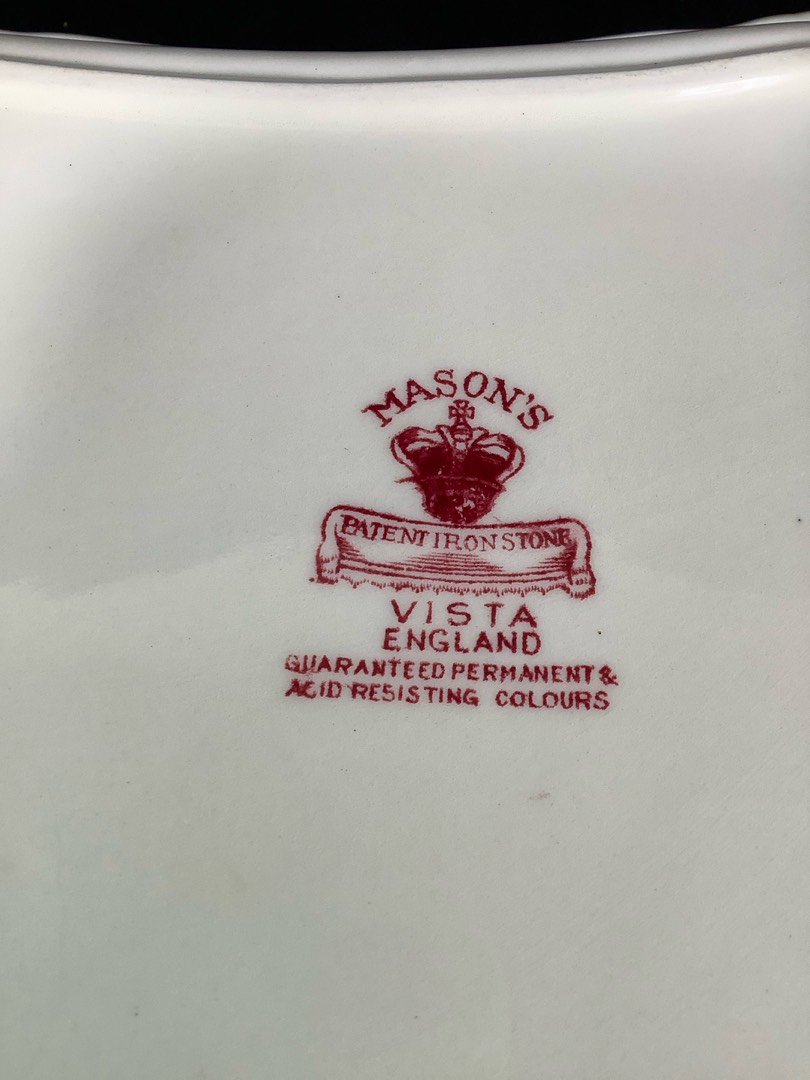 MASON'S
PATENT IRONSTONE
VISTA
ENGLAND
GUARANTEED PERMANENT &
ACID RESISTING COLOURS